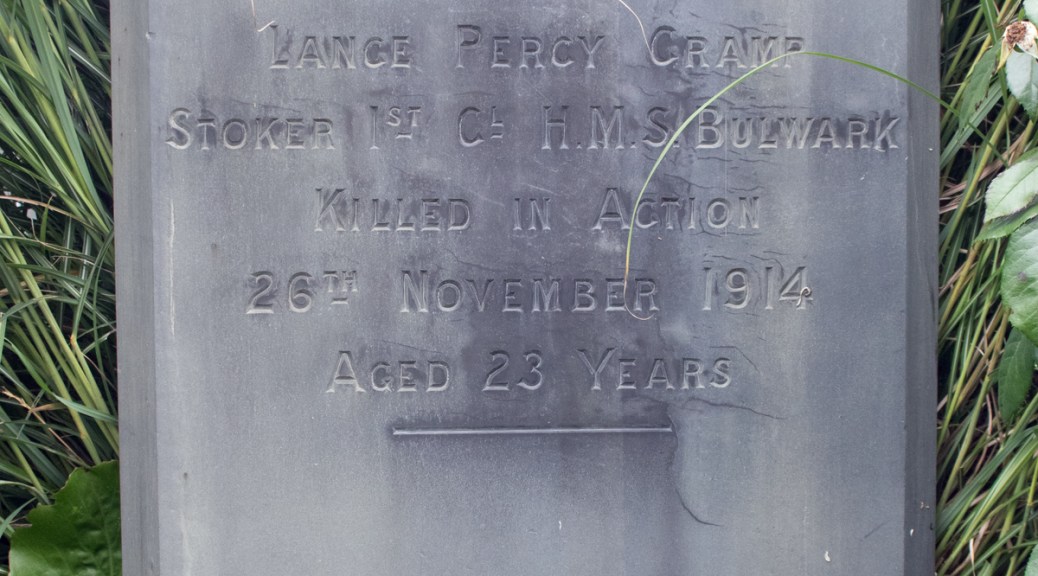 Lance Percy Cramp
Stoker 1st Cl H.M.S. Bulwark
Killed in Action
26th November 1914
Aged 23 Years